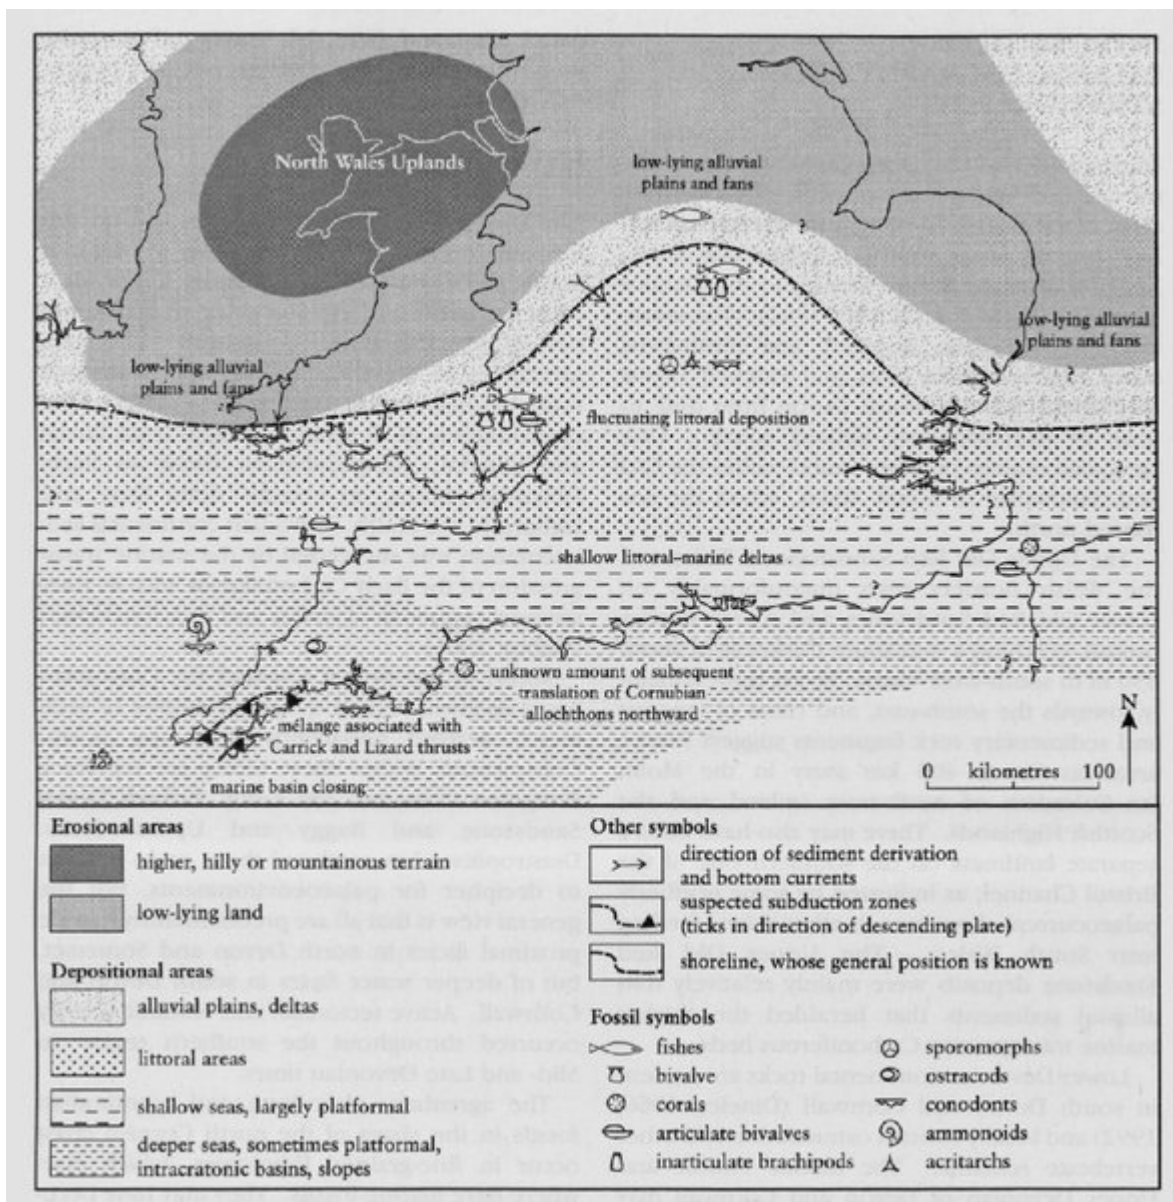 North Wales Uplands
low-lying alluvial
plains and fans
?
?
?
?
low-lying alluvial
plains and fans
?
low-lying alluvial
plains and fans
?
?
fluctuating littoral deposition
?
?
?
shallow littoral–marine deltas
?
?
unknown amount of subsequent
translation of Cornubian
allochthons northward
mélange associated with
Carrick and Lizard thrusts
marine basin closing
N
0 kilometres 100
Erosional areas
higher, hilly or mountainous terrain
low-lying land
Depositional areas
alluvial plains, deltas
littoral areas
shallow seas, largely platformal
deeper seas, sometimes platformal,
intracratonic basins, slopes
Other symbols
direction of sediment derivation
and bottom currents
suspected subduction zones
(ticks in direction of descending plate)
shoreline, whose general position is known
Fossil symbols
fishes
bivalve
corals
articulate bivalves
inarticulate brachipods
sporomorphs
ostracods
conodonts
ammonoids
acritarchs